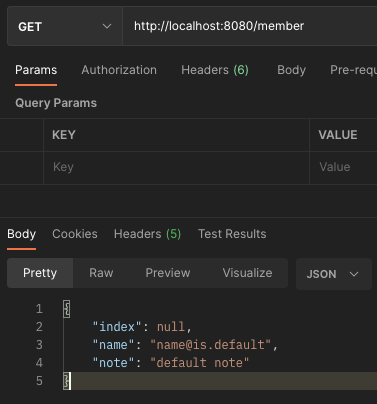 GET http://localhost:8080/member
Params Authorization Headers (6) Body Pre-requ
Query Params
KEY VALUE
Key Value
Body Cookies Headers (5) Test Results
Pretty Raw Preview Visualize JSON
1 {
2 "index": null,
3 "name": "name@is.default",
4 "note": "default note"
5 }